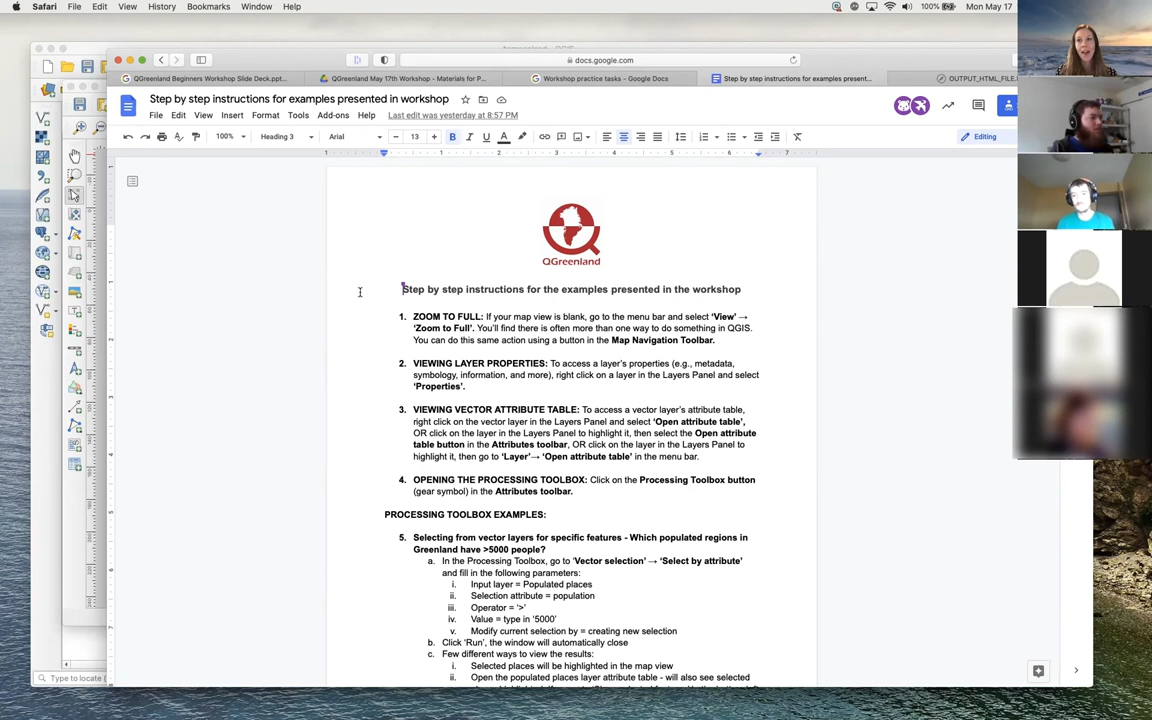 Safari File Edit View History Bookmarks Window Help
100% Mon May 17
docs.google.com
QGreenland Beginners Workshop Slide Deck.ppt...
QGreenland May 17th Workshop - Materials for P...
Workshop practice tasks - Google Docs
Step by step instructions for examples present...
OUTPUT_HTML_FILE.
Step by step instructions for examples presented in workshop
File Edit View Insert Format Tools Add-ons Help Last edit was yesterday at 8:57 PM
100% Heading 3 Arial 13 Editing
1 1 2 3 4 5 6 7
QGreenland
Step by step instructions for the examples presented in the workshop
1. ZOOM TO FULL: If your map view is blank, go to the menu bar and select ‘View’ →
‘Zoom to Full’. You’ll find there is often more than one way to do something in QGIS.
You can do this same action using a button in the Map Navigation Toolbar.
2. VIEWING LAYER PROPERTIES: To access a layer’s properties (e.g., metadata,
symbology, information, and more), right click on a layer in the Layers Panel and select
‘Properties’.
3. VIEWING VECTOR ATTRIBUTE TABLE: To access a vector layer’s attribute table,
right click on the vector layer in the Layers Panel and select ‘Open attribute table’,
OR click on the layer in the Layers Panel to highlight it, then select the Open attribute
table button in the Attributes toolbar, OR click on the layer in the Layers Panel to
highlight it, then go to ‘Layer’→ ‘Open attribute table’ in the menu bar.
4. OPENING THE PROCESSING TOOLBOX: Click on the Processing Toolbox button
(gear symbol) in the Attributes toolbar.
PROCESSING TOOLBOX EXAMPLES:
5. Selecting from vector layers for specific features - Which populated regions in
Greenland have >5000 people?
a. In the Processing Toolbox, go to ‘Vector selection’ → ‘Select by attribute’
and fill in the following parameters:
i. Input layer = Populated places
ii. Selection attribute = population
iii. Operator = ‘>’
iv. Value = type in ‘5000’
v. Modify current selection by = creating new selection
b. Click ‘Run’, the window will automatically close
c. Few different ways to view the results:
i. Selected places will be highlighted in the map view
ii. Open the populated places layer attribute table - will also see selected
Type to locate (